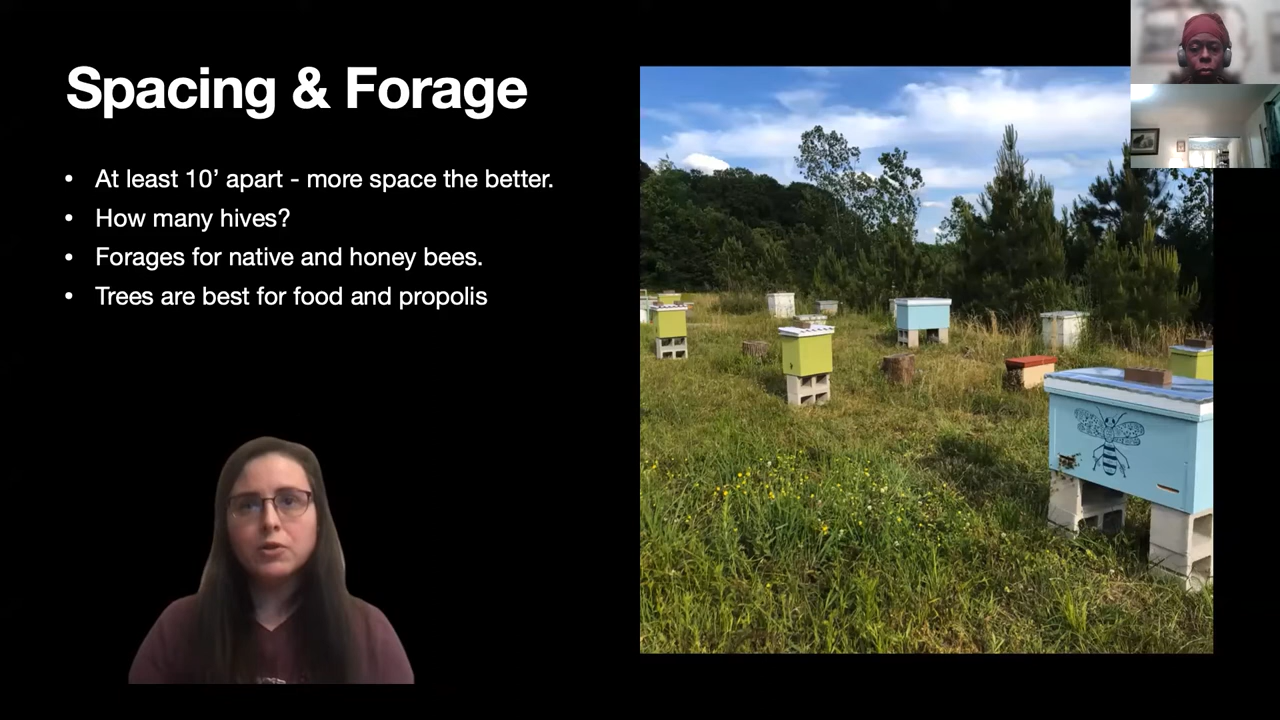 Spacing & Forage
• At least 10’ apart - more space the better.
• How many hives?
• Forages for native and honey bees.
• Trees are best for food and propolis